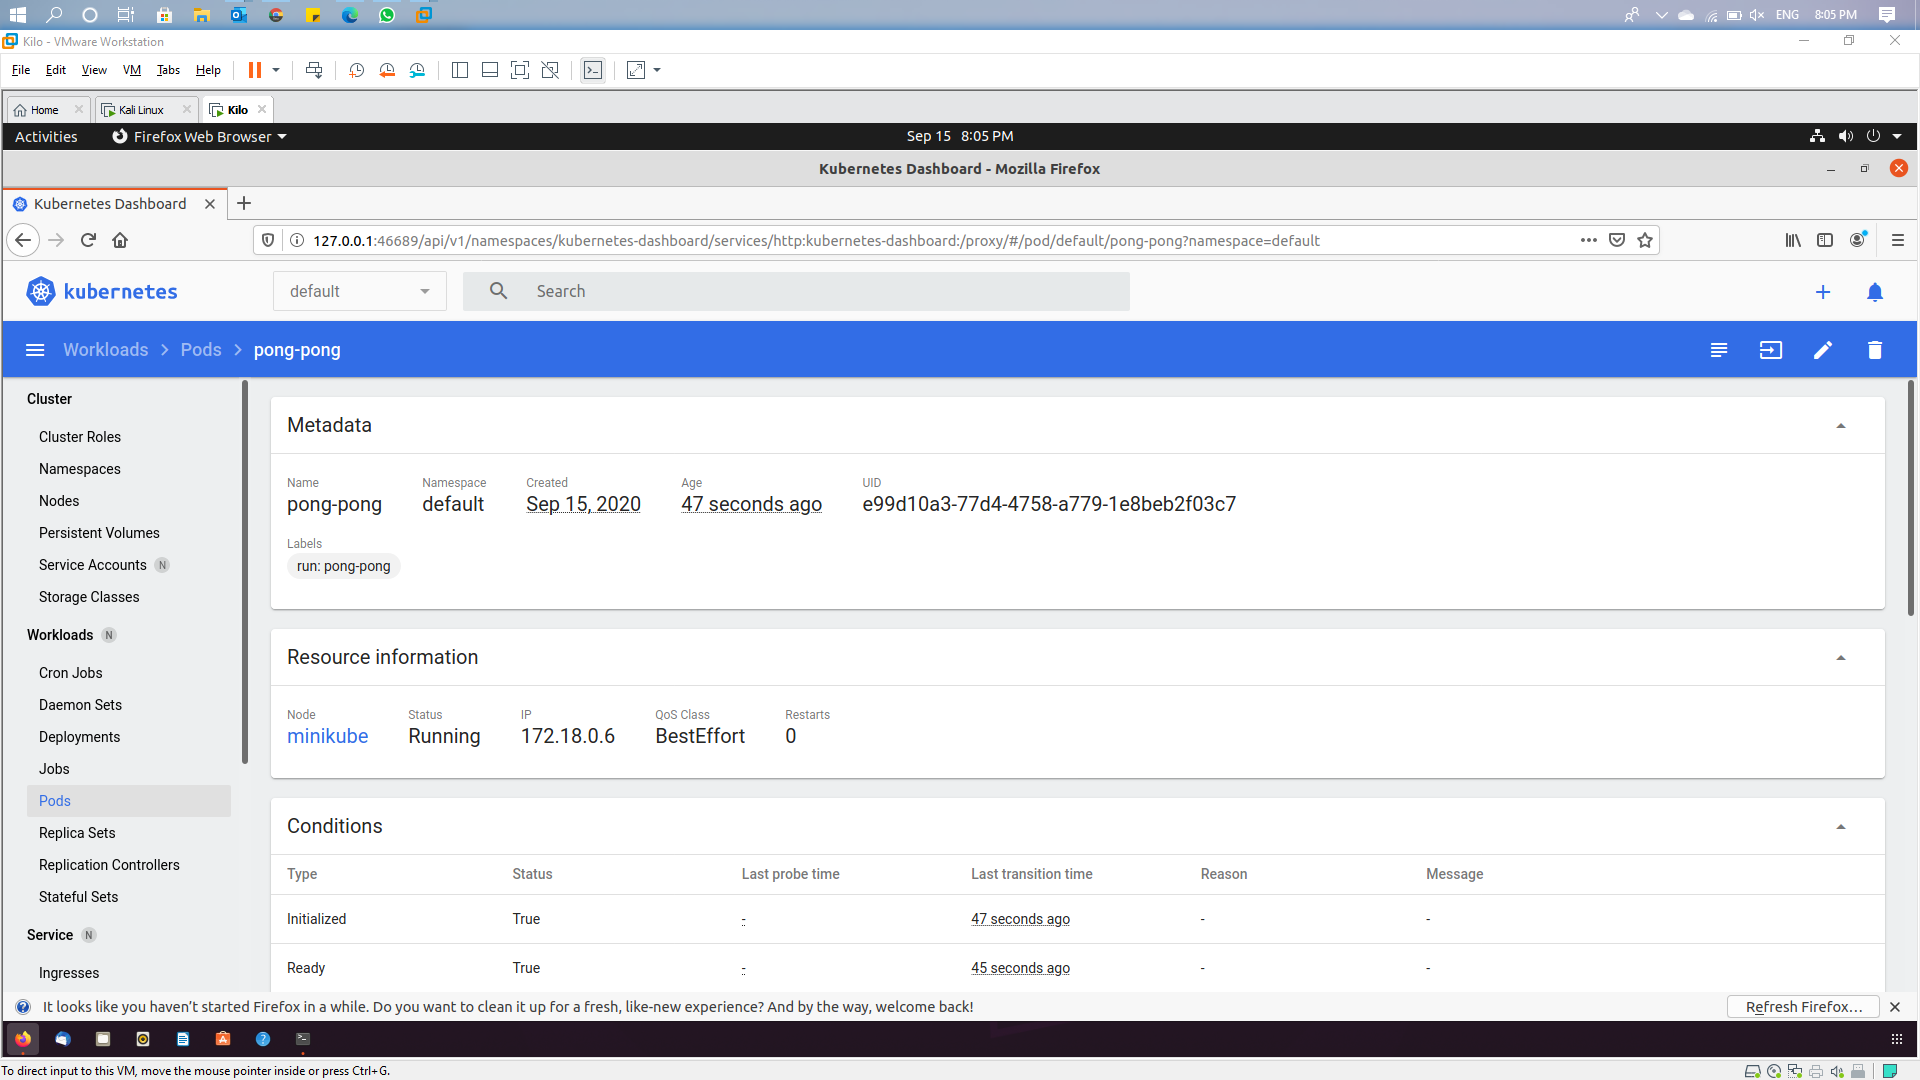 ENG 8:05 PM
Kilo - VMware Workstation
File Edit View VM Tabs Help
Home Kali Linux Kilo
Activities Firefox Web Browser Sep 15 8:05 PM
Kubernetes Dashboard - Mozilla Firefox
Kubernetes Dashboard
127.0.0.1:46689/api/v1/namespaces/kubernetes-dashboard/services/http:kubernetes-dashboard:/proxy/#/pod/default/pong-pong?namespace=default
kubernetes default Search
Workloads Pods pong-pong
Cluster
Cluster Roles
Namespaces
Nodes
Persistent Volumes
Service Accounts N
Storage Classes
Workloads N
Cron Jobs
Daemon Sets
Deployments
Jobs
Pods
Replica Sets
Replication Controllers
Stateful Sets
Service N
Ingresses
Metadata
Name Namespace Created Age UID
pong-pong default Sep 15, 2020 47 seconds ago e99d10a3-77d4-4758-a779-1e8beb2f03c7
Labels
run: pong-pong
Resource information
Node Status IP QoS Class Restarts
minikube Running 172.18.0.6 BestEffort 0
Conditions
Type Status Last probe time Last transition time Reason Message
Initialized True - 47 seconds ago - -
Ready True - 45 seconds ago - -
It looks like you haven't started Firefox in a while. Do you want to clean it up for a fresh, like-new experience? And by the way, welcome back! Refresh Firefox...
To direct input to this VM, move the mouse pointer inside or press Ctrl+G.